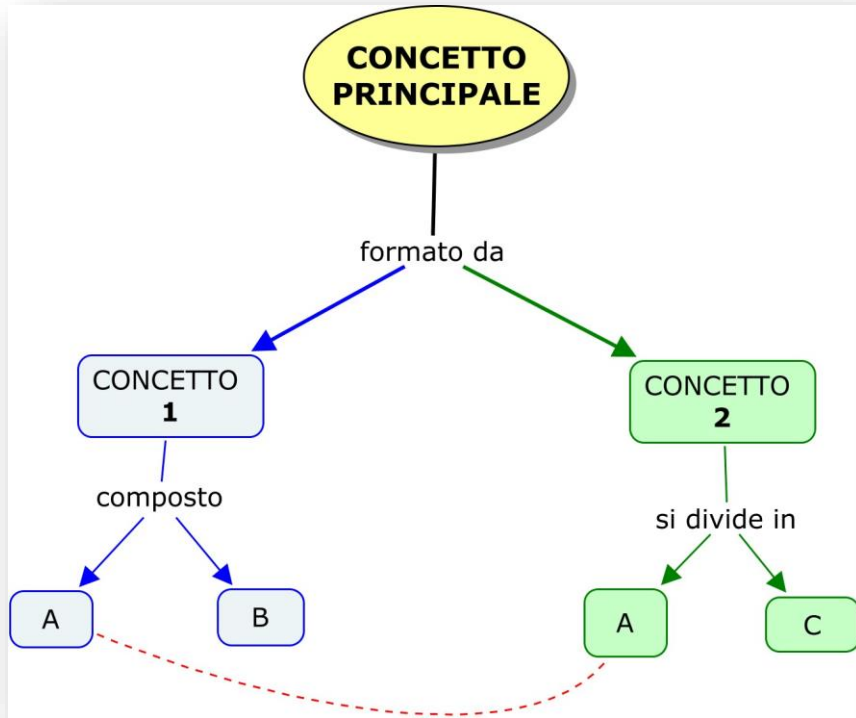 CONCETTO
PRINCIPALE
formato da
CONCETTO
1
CONCETTO
2
composto
si divide in
A
B
A
C